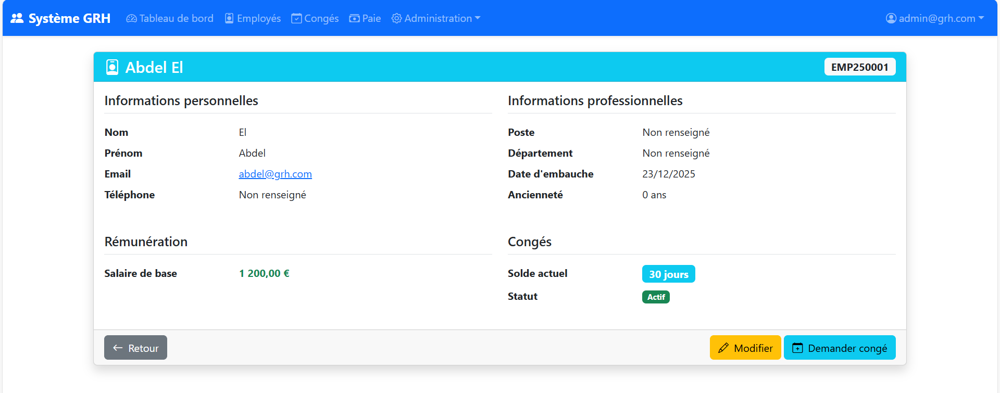 Système GRH Tableau de bord Employés Congés Paie Administration admin@grh.com
Abdel El EMP250001
Informations personnelles
Nom El
Prénom Abdel
Email abdel@grh.com
Téléphone Non renseigné
Informations professionnelles
Poste Non renseigné
Département Non renseigné
Date d'embauche 23/12/2025
Ancienneté 0 ans
Rémunération
Salaire de base 1 200,00 €
Congés
Solde actuel 30 jours
Statut Actif
Retour Modifier Demander congé